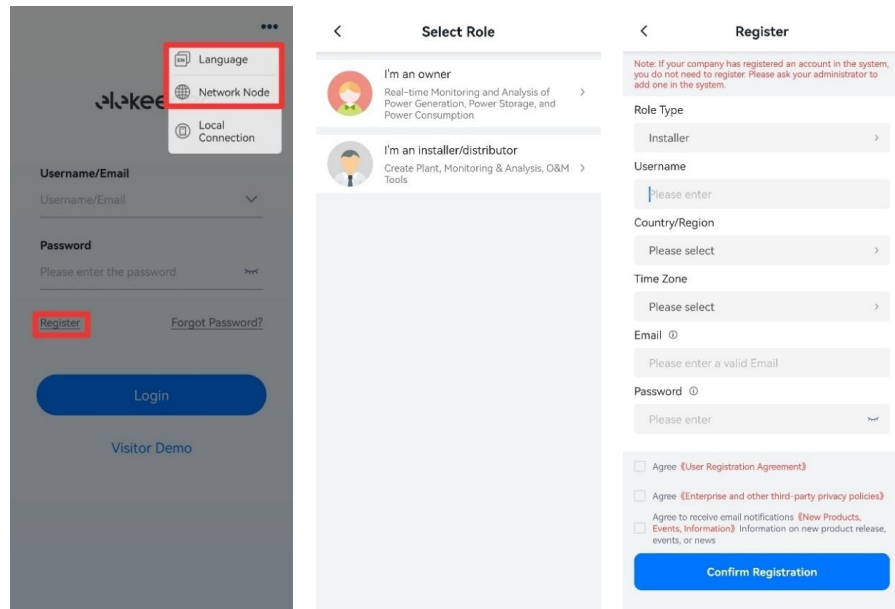 •••
Language
Network Node
Local
Connection
Username/Email
Username/Email
Password
Please enter the password
Register
Forgot Password?
Login
Visitor Demo
Select Role
I'm an owner
Real-time Monitoring and Analysis of
Power Generation, Power Storage, and
Power Consumption
I'm an installer/distributor
Create Plant, Monitoring & Analysis, O&M
Tools
Register
Note: If your company has registered an account in the system,
you do not need to register. Please ask your administrator to
add one in the system.
Role Type
Installer
Username
Please enter
Country/Region
Please select
Time Zone
Please select
Email
Please enter a valid Email
Password
Please enter
Agree 《User Registration Agreement》
Agree 《Enterprise and other third-party privacy policies》
Agree to receive email notifications 《New Products,
Events, Information》 Information on new product release,
events, or news
Confirm Registration